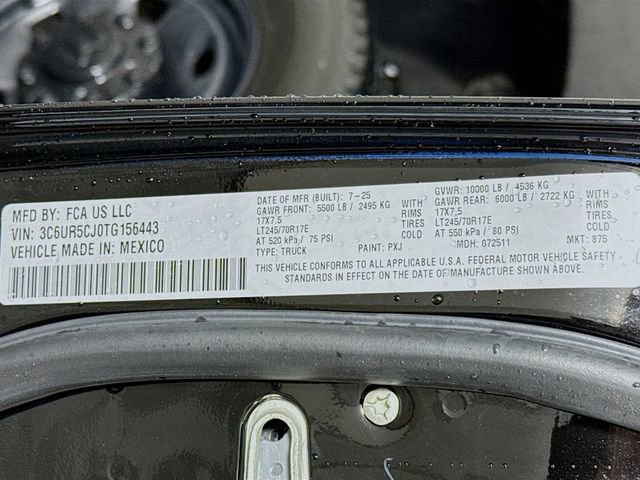 MFD BY: FCA US LLC
VIN: 3C6UR5CJ0TG156443
VEHICLE MADE IN: MEXICO
DATE OF MFR (BUILT): 7-25
GAWR FRONT: 5500 LB / 2495 KG WITH
17X7,5 RIMS
LT245/70R17E TIRES
AT 520 kPa / 75 PSI COLD
TYPE: TRUCK PAINT: PXJ
GVWR: 10000 LB / 4536 KG
GAWR REAR: 6000 LB / 2722 KG WITH
17X7,5 RIMS
LT245/70R17E TIRES
AT 550 kPa / 80 PSI COLD
MDH: 072511 MKT: 875
THIS VEHICLE CONFORMS TO ALL APPLICABLE U.S.A. FEDERAL MOTOR VEHICLE SAFETY
STANDARDS IN EFFECT ON THE DATE OF MANUFACTURE SHOWN ABOVE.